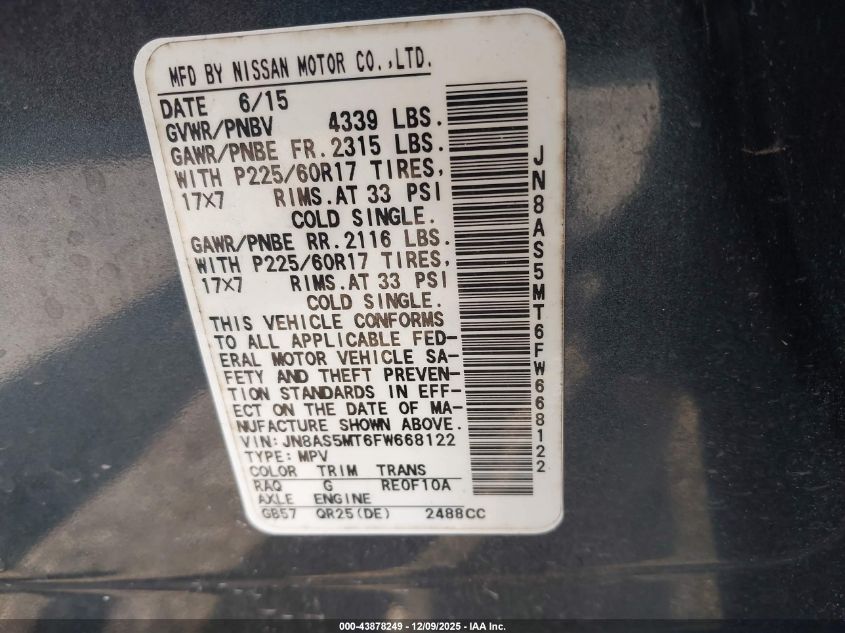 MFD BY NISSAN MOTOR CO.,LTD.
DATE 6/15
GVWR/PNBV 4339 LBS.
GAWR/PNBE FR. 2315 LBS.
WITH P225/60R17 TIRES,
17X7 RIMS.AT 33 PSI
COLD SINGLE.
GAWR/PNBE RR. 2116 LBS.
WITH P225/60R17 TIRES,
17X7 RIMS.AT 33 PSI
COLD SINGLE.
THIS VEHICLE CONFORMS
TO ALL APPLICABLE FED-
ERAL MOTOR VEHICLE SA-
FETY AND THEFT PREVEN-
TION STANDARDS IN EFF-
ECT ON THE DATE OF MA-
NUFACTURE SHOWN ABOVE.
VIN: JN8AS5MT6FW668122
TYPE: MPV
COLOR TRIM TRANS
RAQ G RE0F10A
AXLE ENGINE
GB57 QR25(DE) 2488CC
JN8AS5MT6FW668122
000-43878249 - 12/09/2025 - IAA Inc.